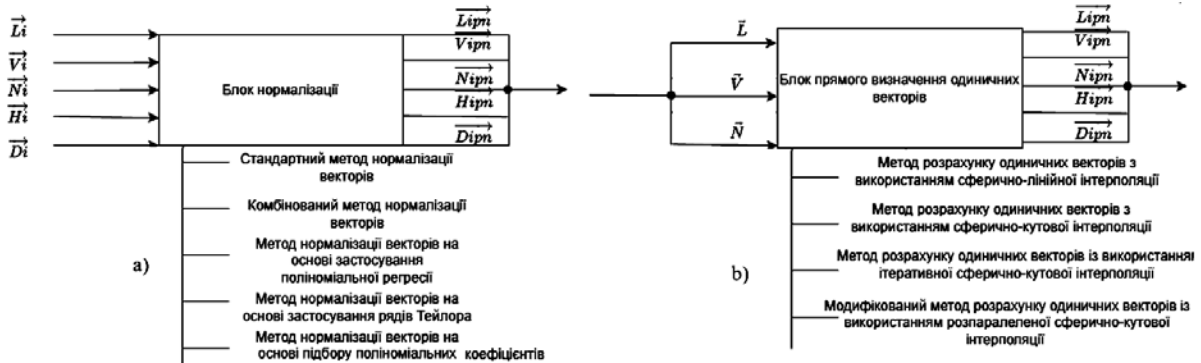 a)
b)
Li
Vi
Ni
Hi
Di
Блок нормалізації
Lipn
Vipn
Nipn
Hipn
Dipn
Стандартний метод нормалізації
векторів
Комбінований метод нормалізації
векторів
Метод нормалізації векторів на
основі застосування
поліноміальної регресії
Метод нормалізації векторів на
основі застосування рядів Тейлора
Метод нормалізації векторів на
основі підбору поліноміальних коефіцієнтів
L
V
N
Блок прямого визначення одиничних
векторів
Lipn
Vipn
Nipn
Hipn
Dipn
Метод розрахунку одиничних векторів з
використанням сферично-лінійної інтерполяції
Метод розрахунку одиничних векторів з
використанням сферично-кутової інтерполяції
Метод розрахунку одиничних векторів із використанням
ітеративної сферично-кутової інтерполяції
Модифікований метод розрахунку одиничних векторів із
використанням розпаралеленої сферично-кутової
інтерполяції